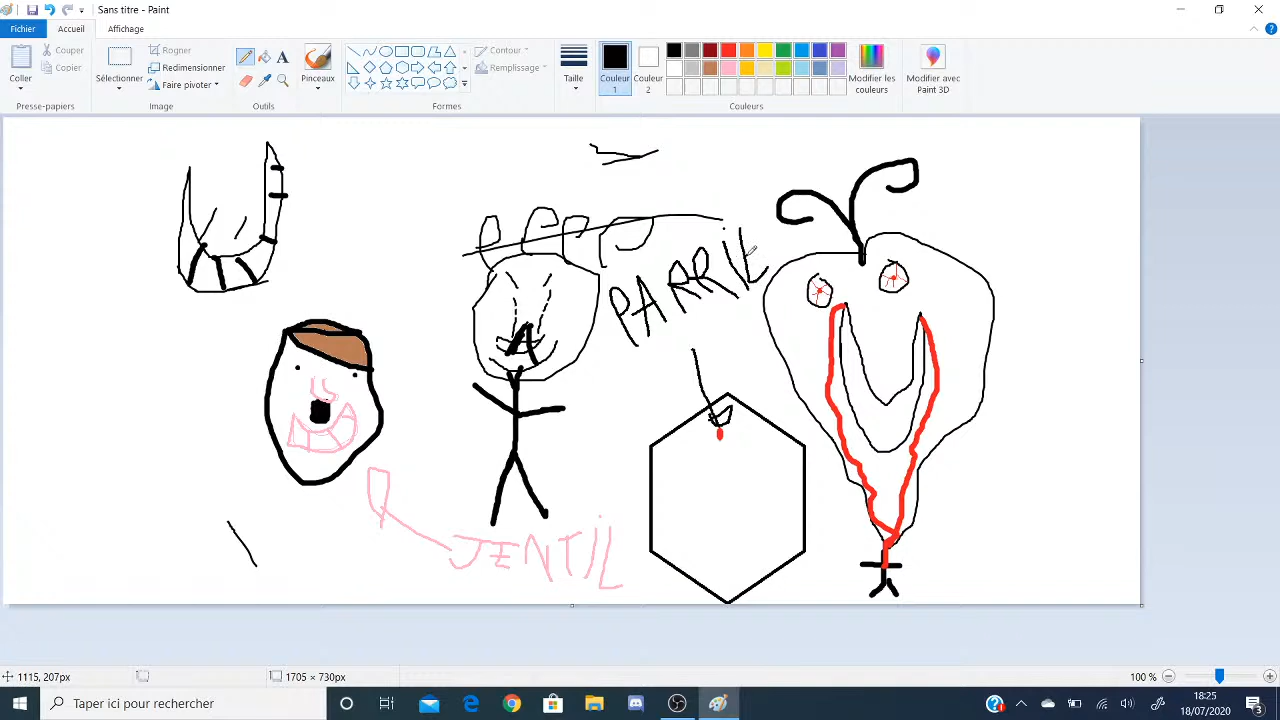 Sans titre - Paint
Fichier Accueil Affichage
Coller
Couper
Sélectionner
Rogner
Redimensionner
Faire pivoter
Pinceaux
Contour
Remplissage
Taille
Couleur 1
Couleur 2
Modifier les couleurs
Modifier avec Paint 3D
Presse-papiers Image Outils Formes Couleurs
PARRIL
JENTIL
1115, 207px 1705 × 730px 100 %
Taper ici pour rechercher
18:25
18/07/2020